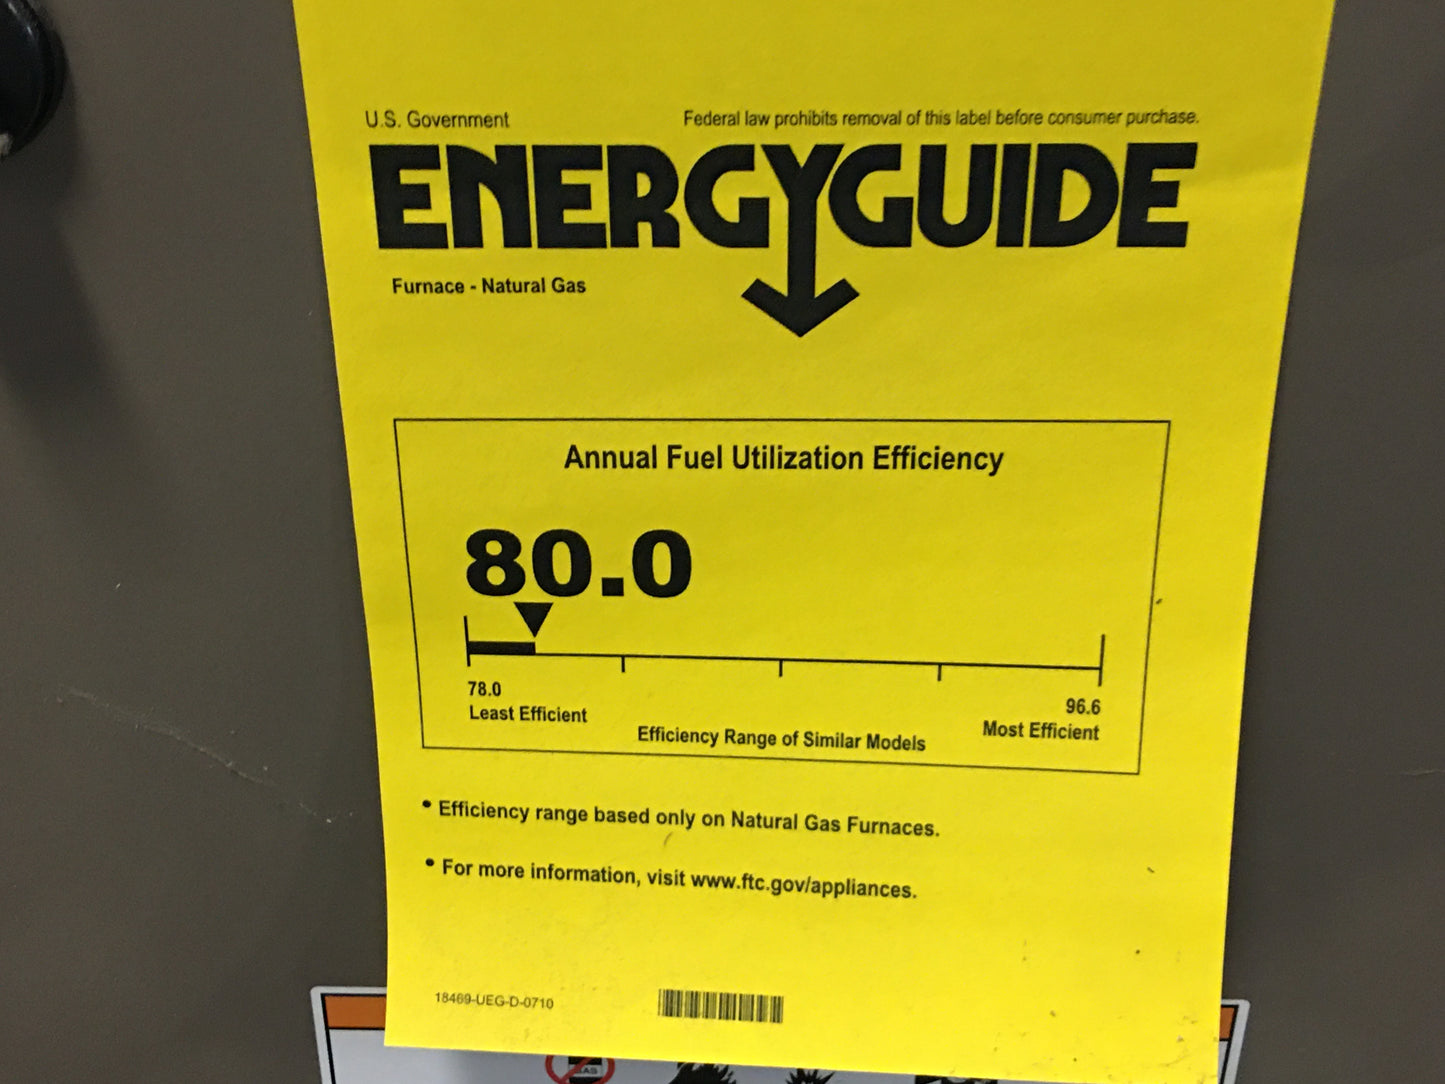 U.S. Government
Federal law prohibits removal of this label before consumer purchase.
ENERGYGUIDE
Furnace - Natural Gas
Annual Fuel Utilization Efficiency
80.0
78.0
Least Efficient
96.6
Most Efficient
Efficiency Range of Similar Models
• Efficiency range based only on Natural Gas Furnaces.
• For more information, visit www.ftc.gov/appliances.
18469-UEG-D-0710
GAS